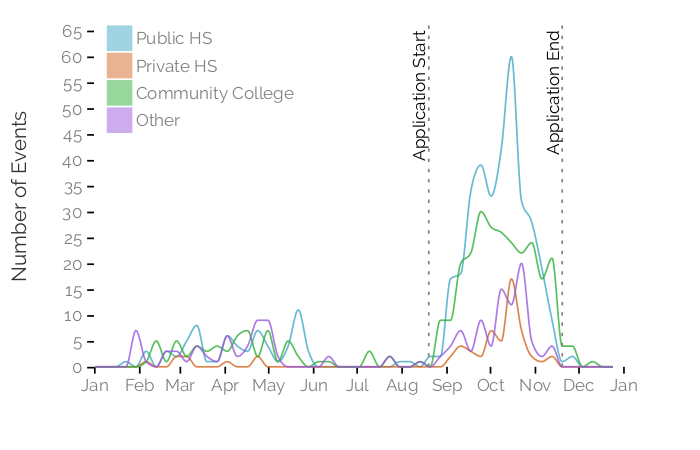 Number of Events
65
60
55
50
45
40
35
30
25
20
15
10
5
0
Public HS
Private HS
Community College
Other
Application Start
Application End
Jan Feb Mar Apr May Jun Jul Aug Sep Oct Nov Dec Jan